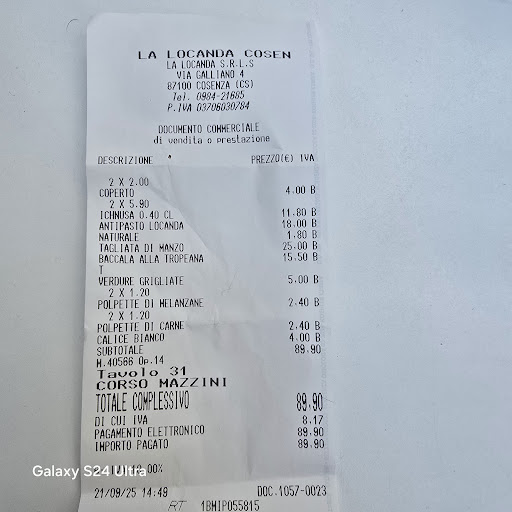 LA LOCANDA COSEN
LA LOCANDA S.R.L.S
VIA GALLIANO 4
87100 COSENZA (CS)
Tel. 0984-21685
P.IVA 03706030784
DOCUMENTO COMMERCIALE
di vendita o prestazione
DESCRIZIONE PREZZO(€) IVA
2 X 2.00
COPERTO 4.00 B
2 X 5.90
ICHNUSA 0.40 CL 11.80 B
ANTIPASTO LOCANDA 18.00 B
NATURALE 1.80 B
TAGLIATA DI MANZO 25.00 B
BACCALA ALLA TROPEANA 15.50 B
T
VERDURE GRIGLIATE 5.00 B
2 X 1.20
POLPETTE DI MELANZANE 2.40 B
2 X 1.20
POLPETTE DI CARNE 2.40 B
CALICE BIANCO 4.00 B
SUBTOTALE 89.90
M.40566 Op.14
Tavolo 31
CORSO MAZZINI
TOTALE COMPLESSIVO 89,90
DI CUI IVA 8,17
PAGAMENTO ELETTRONICO 89,90
IMPORTO PAGATO 89,90
Galaxy S24 Ultra
21/09/25 14:49 DOC.1057-0023
RT 1BMIP055815